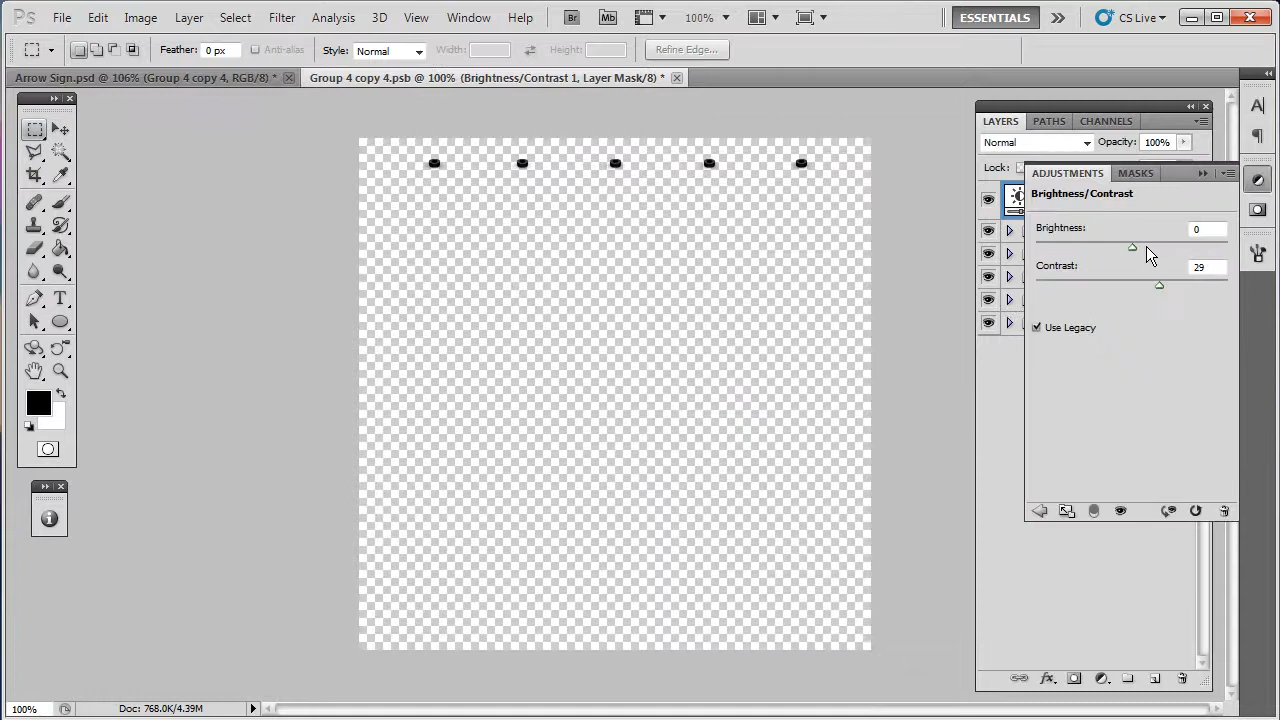 Ps File Edit Image Layer Select Filter Analysis 3D View Window Help Br Mb 100% ESSENTIALS CS Live
Feather: 0 px Anti-alias Style: Normal Width: Height: Refine Edge...
Arrow Sign.psd @ 106% (Group 4 copy 4, RGB/8) * Group 4 copy 4.psb @ 100% (Brightness/Contrast 1, Layer Mask/8) *
LAYERS PATHS CHANNELS
Normal Opacity: 100%
Lock:
ADJUSTMENTS MASKS
Brightness/Contrast
Brightness: 0
Contrast: 29
Use Legacy
100% Doc: 768.0K/4.39M